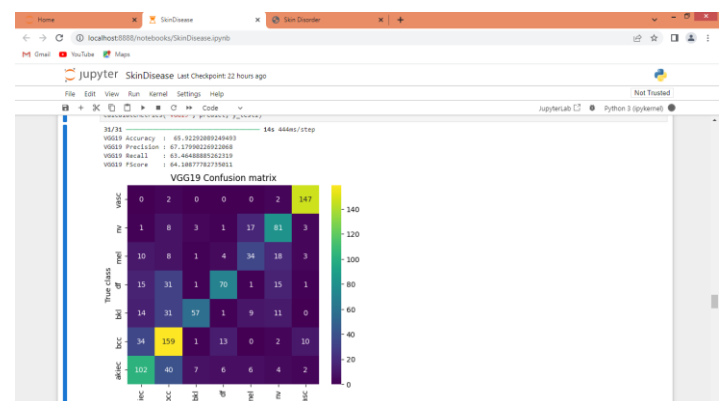 Home
SkinDisease
Skin Disorder
localhost:8888/notebooks/SkinDisease.ipynb
Gmail YouTube Maps
jupyter SkinDisease Last Checkpoint: 22 hours ago
File Edit View Run Kernel Settings Help
Not Trusted
Code
JupyterLab
Python 3 (ipykernel)
31/31 14s 444ms/step
VGG19 Accuracy : 65.92292089249493
VGG19 Precision : 67.17990226922068
VGG19 Recall : 63.46488885262319
VGG19 FScore : 64.10877782735011
VGG19 Confusion matrix
vasc 0 2 0 0 0 2 147
nv 1 8 3 1 17 81 3
mel 10 8 1 4 34 18 3
df 15 31 1 70 1 15 1
bkl 14 31 57 1 9 11 0
bcc 34 159 1 13 0 2 10
akiec 102 40 7 6 6 4 2
True class
140
120
100
80
60
40
20
0